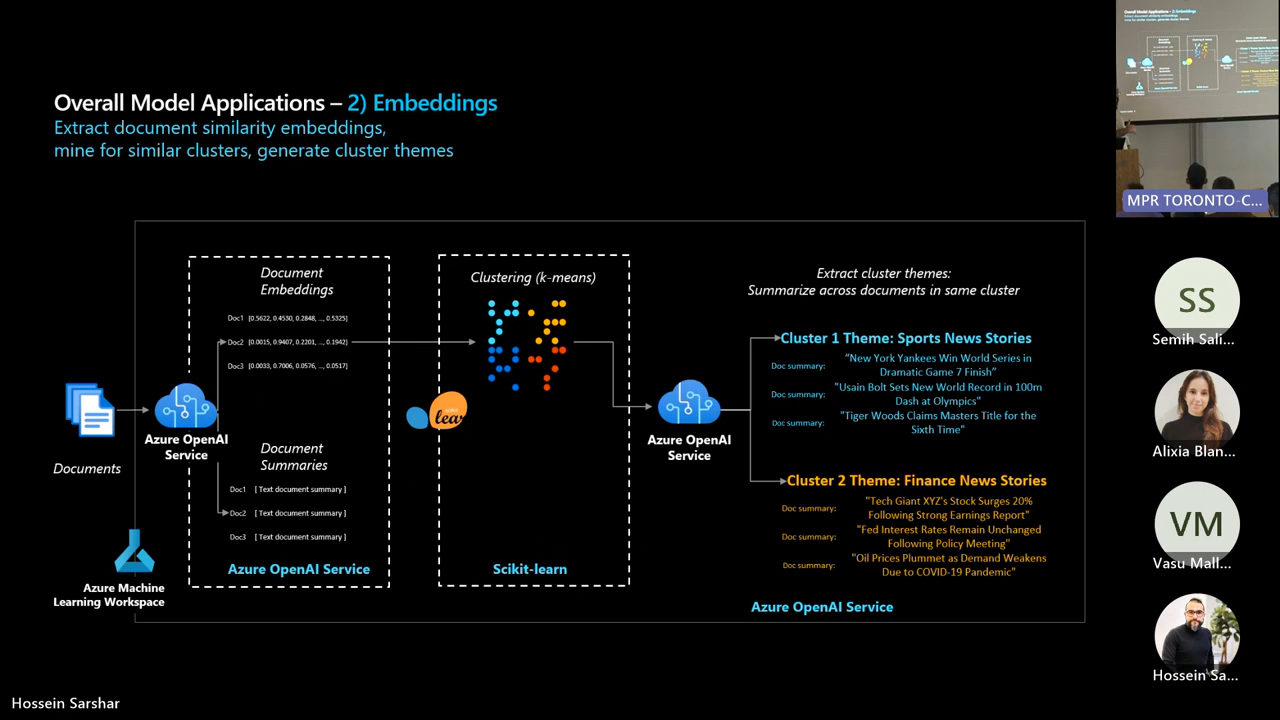 Overall Model Applications – 2) Embeddings
Extract document similarity embeddings,
mine for similar clusters, generate cluster themes
Document
Embeddings
Doc1 [0.5622, 0.4530, 0.2848, ..., 0.5325]
Doc2 [0.0015, 0.9407, 0.2201, ..., 0.1942]
Doc3 [0.0033, 0.7006, 0.0576, ..., 0.0517]
Azure OpenAI
Service
Documents
Document
Summaries
Doc1 [ Text document summary ]
Doc2 [ Text document summary ]
Doc3 [ Text document summary ]
Azure OpenAI Service
Azure Machine
Learning Workspace
Clustering (k-means)
Scikit-learn
Azure OpenAI
Service
Extract cluster themes:
Summarize across documents in same cluster
Cluster 1 Theme: Sports News Stories
Doc summary: “New York Yankees Win World Series in
Dramatic Game 7 Finish”
Doc summary: "Usain Bolt Sets New World Record in 100m
Dash at Olympics"
Doc summary: "Tiger Woods Claims Masters Title for the
Sixth Time"
Cluster 2 Theme: Finance News Stories
Doc summary: "Tech Giant XYZ's Stock Surges 20%
Following Strong Earnings Report"
Doc summary: "Fed Interest Rates Remain Unchanged
Following Policy Meeting"
Doc summary: "Oil Prices Plummet as Demand Weakens
Due to COVID-19 Pandemic"
Azure OpenAI Service
MPR TORONTO-C...
SS
Semih Sali...
Alixia Blan...
VM
Vasu Mall...
Hossein Sa...
Hossein Sarshar